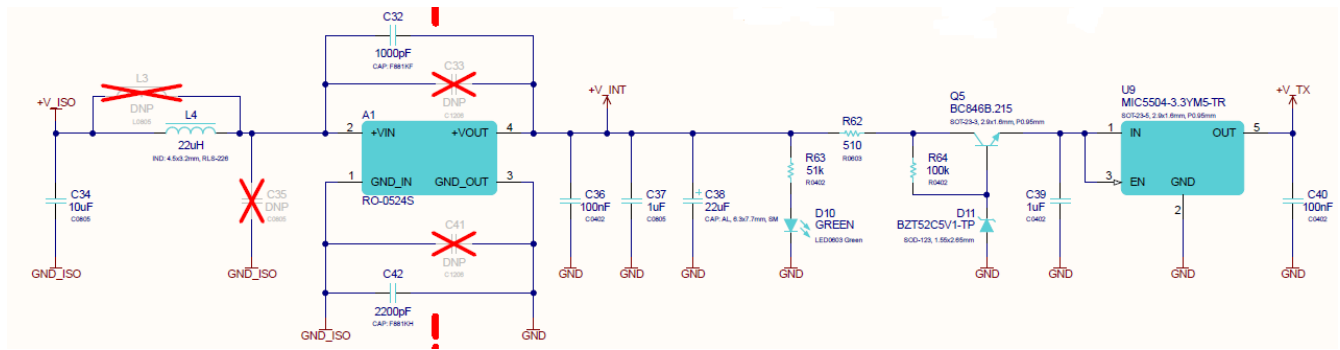 +V_ISO
L3
DNP
L0805
L4
22uH
IND: 4.5x3.2mm, RLS-226
C34
10uF
C0805
GND_ISO
C35
DNP
C0805
GND_ISO
C32
1000pF
CAP: F881KF
C33
DNP
C1206
A1
2
+VIN
+VOUT
4
1
GND_IN
GND_OUT
3
RO-0524S
C41
DNP
C1206
C42
2200pF
CAP: F881KH
GND_ISO
GND
+V_INT
C36
100nF
C0402
GND
C37
1uF
C0805
GND
C38
22uF
CAP: AL, 6.3x7.7mm, SM
GND
R63
51k
R0402
D10
GREEN
LED0603 Green
GND
R62
510
R0603
R64
100k
R0402
Q5
BC846B.215
SOT-23-3, 2.9x1.6mm, P0.95mm
D11
BZT52C5V1-TP
SOD-123, 1.55x2.65mm
GND
C39
1uF
C0402
GND
U9
MIC5504-3.3YM5-TR
SOT-23-5, 2.9x1.6mm, P0.95mm
1
IN
OUT
5
3
EN
GND
2
GND
+V_TX
C40
100nF
C0402
GND